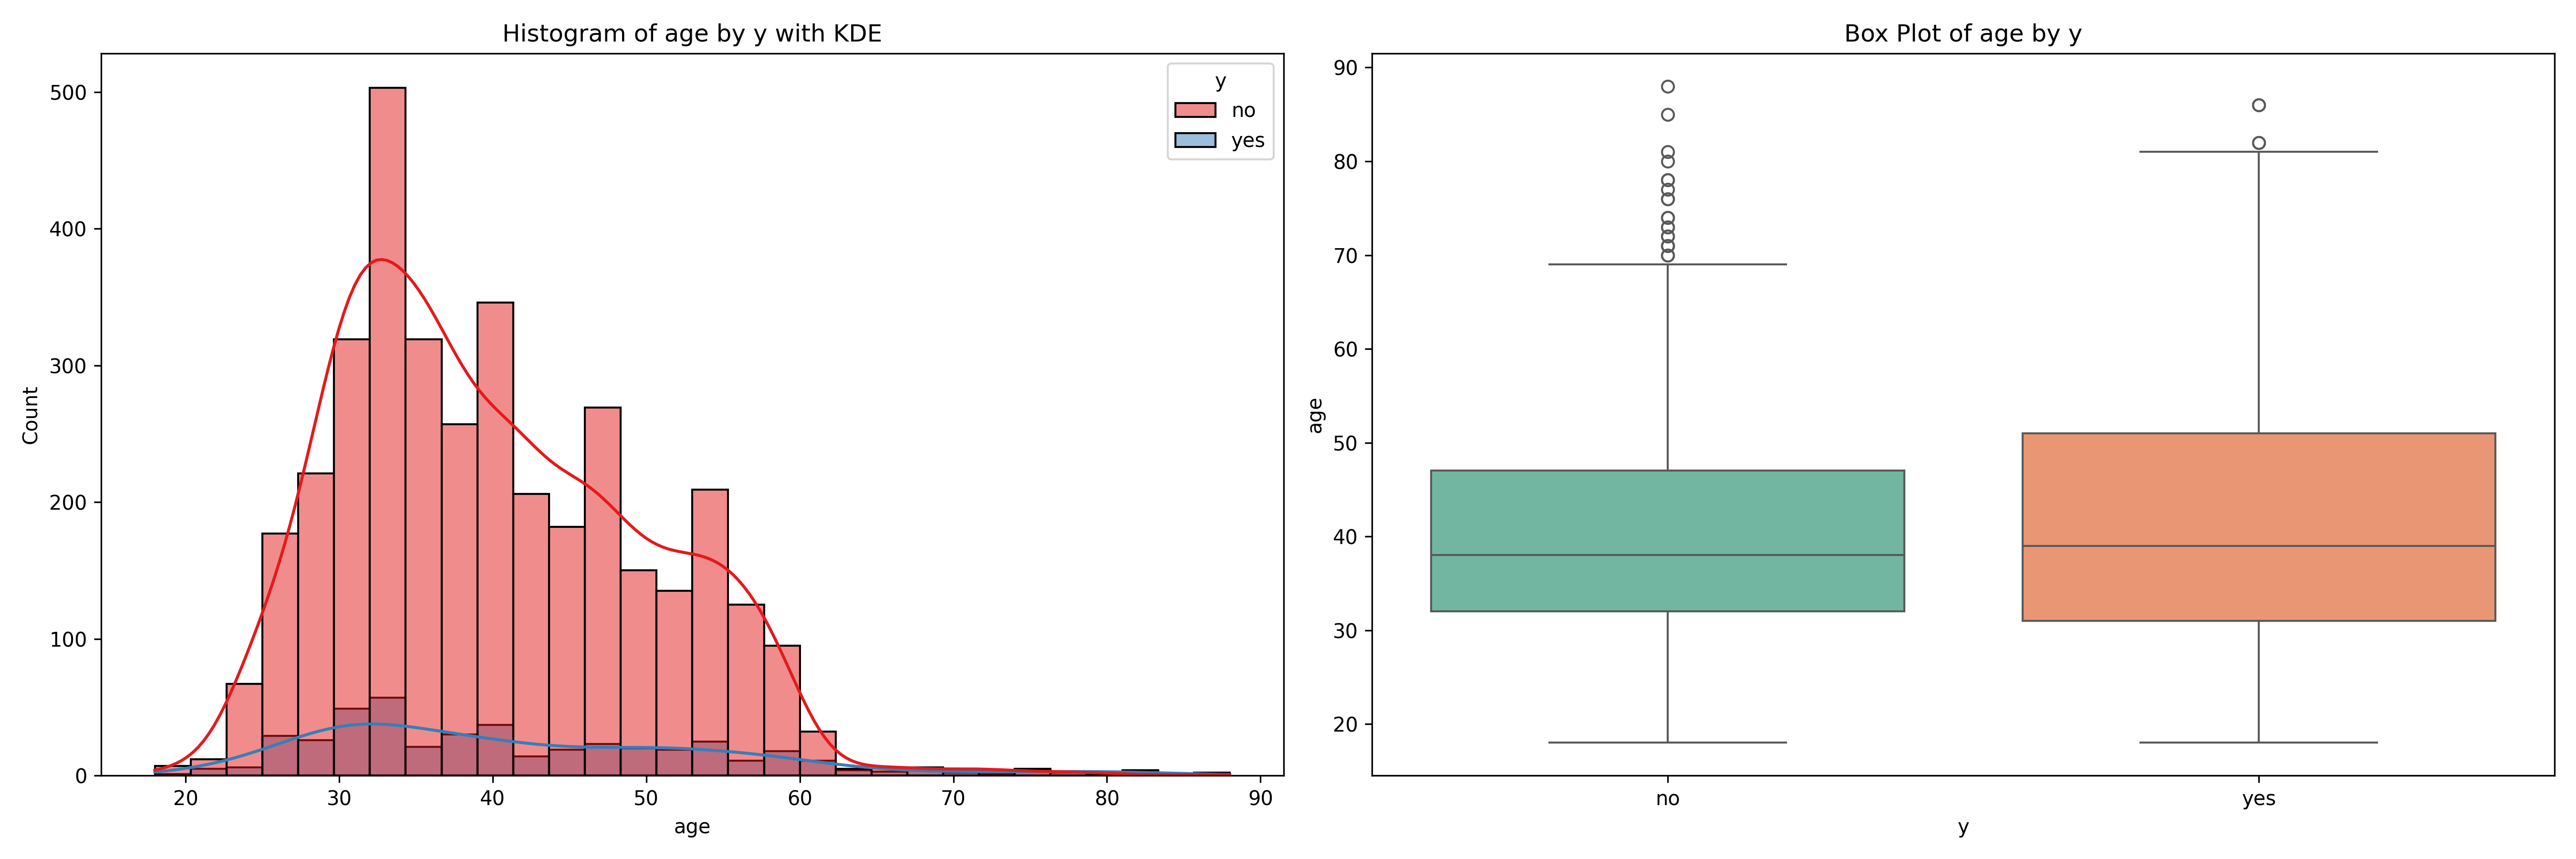 Histogram of age by y with KDE
y
no
yes
500
400
300
200
100
0
Count
20 30 40 50 60 70 80 90
age
Box Plot of age by y
90
80
70
60
50
40
30
20
age
no yes
y